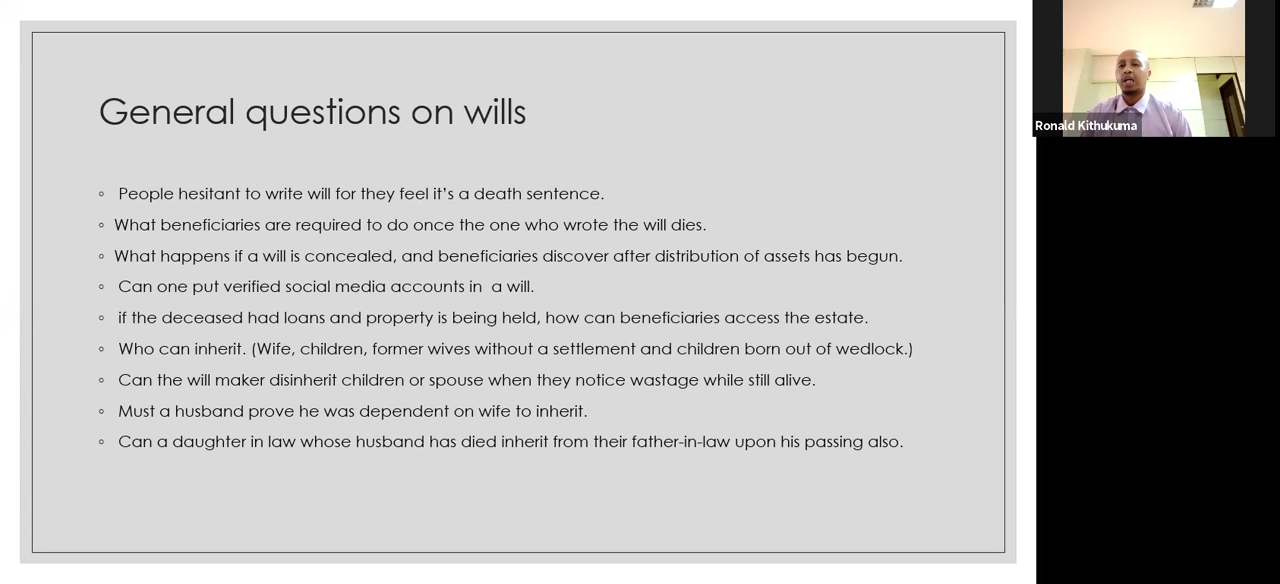 General questions on wills
◦ People hesitant to write will for they feel it’s a death sentence.
◦ What beneficiaries are required to do once the one who wrote the will dies.
◦ What happens if a will is concealed, and beneficiaries discover after distribution of assets has begun.
◦ Can one put verified social media accounts in  a will.
◦ if the deceased had loans and property is being held, how can beneficiaries access the estate.
◦ Who can inherit. (Wife, children, former wives without a settlement and children born out of wedlock.)
◦ Can the will maker disinherit children or spouse when they notice wastage while still alive.
◦ Must a husband prove he was dependent on wife to inherit.
◦ Can a daughter in law whose husband has died inherit from their father-in-law upon his passing also.
Ronald Kithukuma